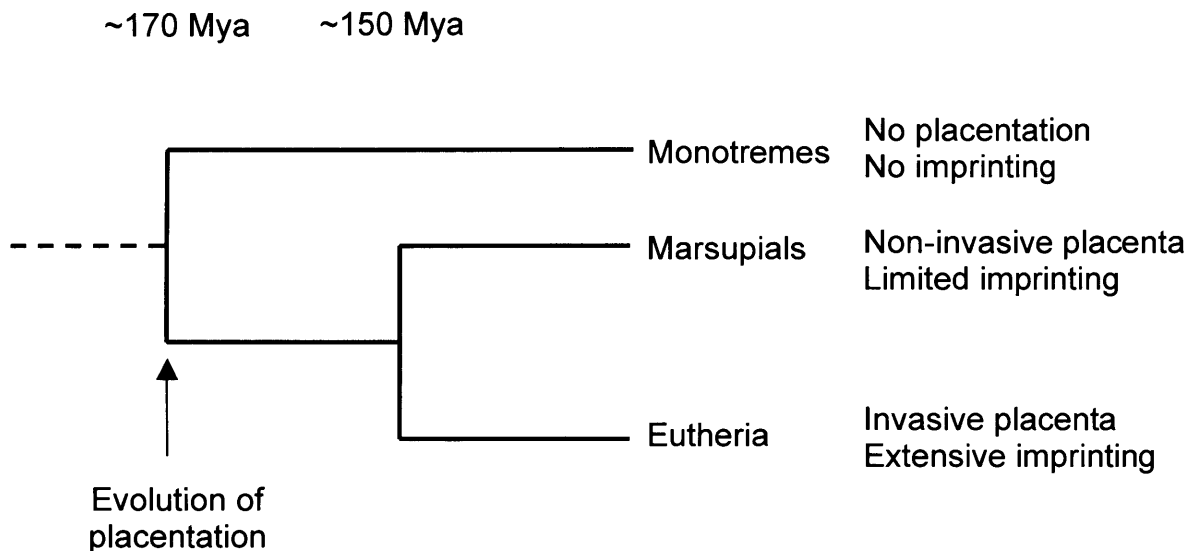 ~170 Mya
~150 Mya
Monotremes
No placentation
No imprinting
Marsupials
Non-invasive placenta
Limited imprinting
Eutheria
Invasive placenta
Extensive imprinting
Evolution of
placentation